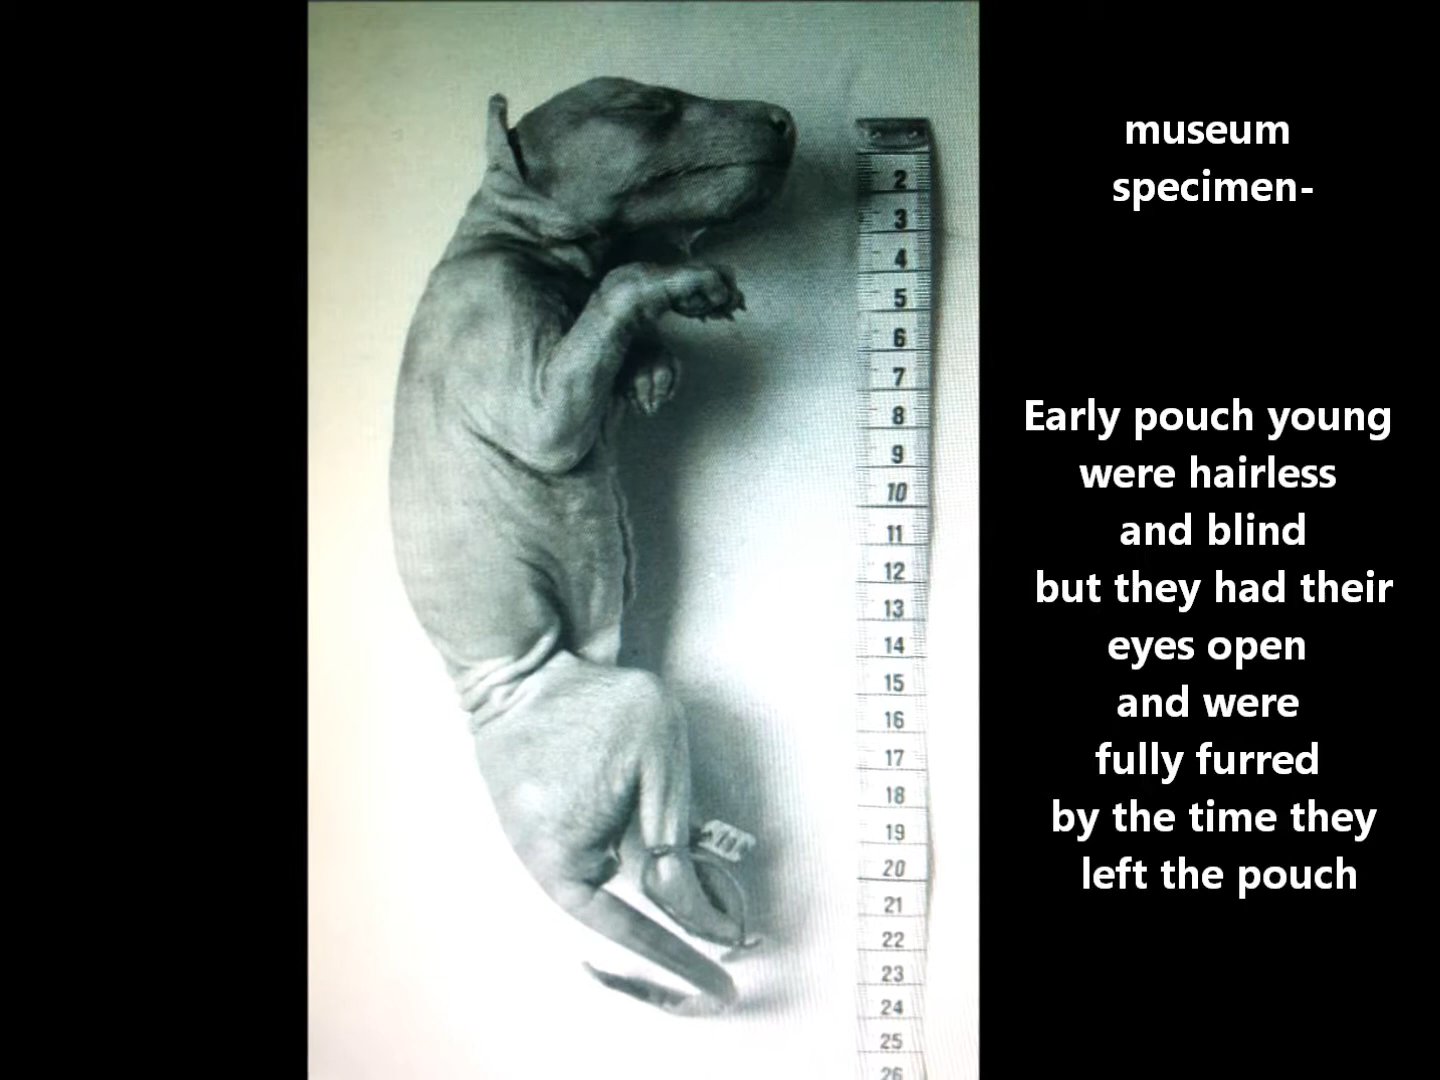 museum
specimen-
Early pouch young
were hairless
and blind
but they had their
eyes open
and were
fully furred
by the time they
left the pouch
2
3
4
5
6
7
8
9
10
11
12
13
14
15
16
17
18
19
20
21
22
23
24
25
26